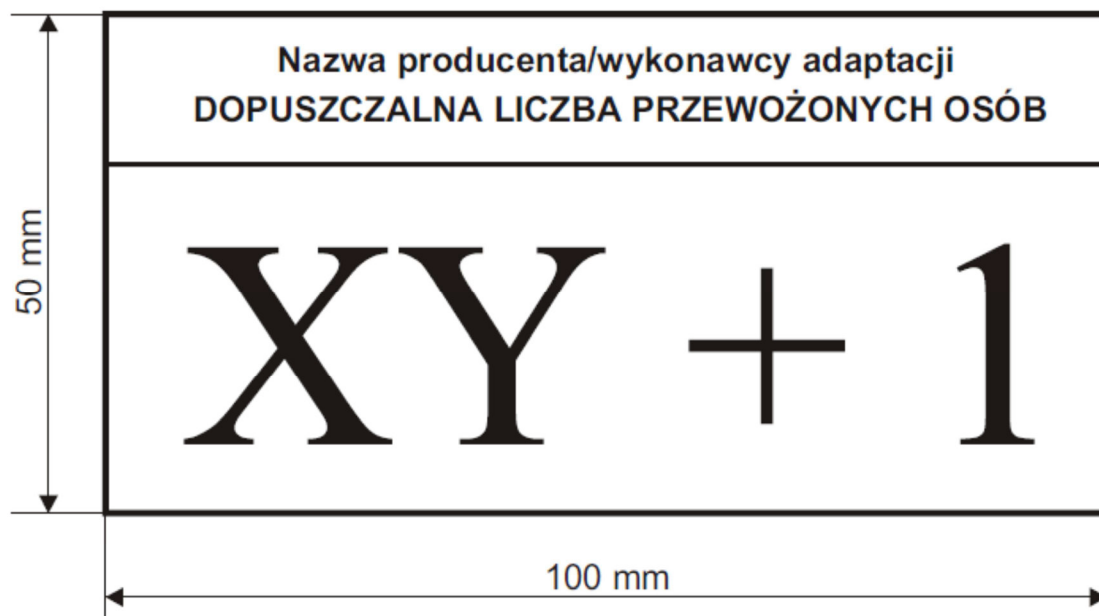 Nazwa producenta/wykonawcy adaptacji
DOPUSZCZALNA LICZBA PRZEWOŻONYCH OSÓB
50 mm
XY + 1
100 mm